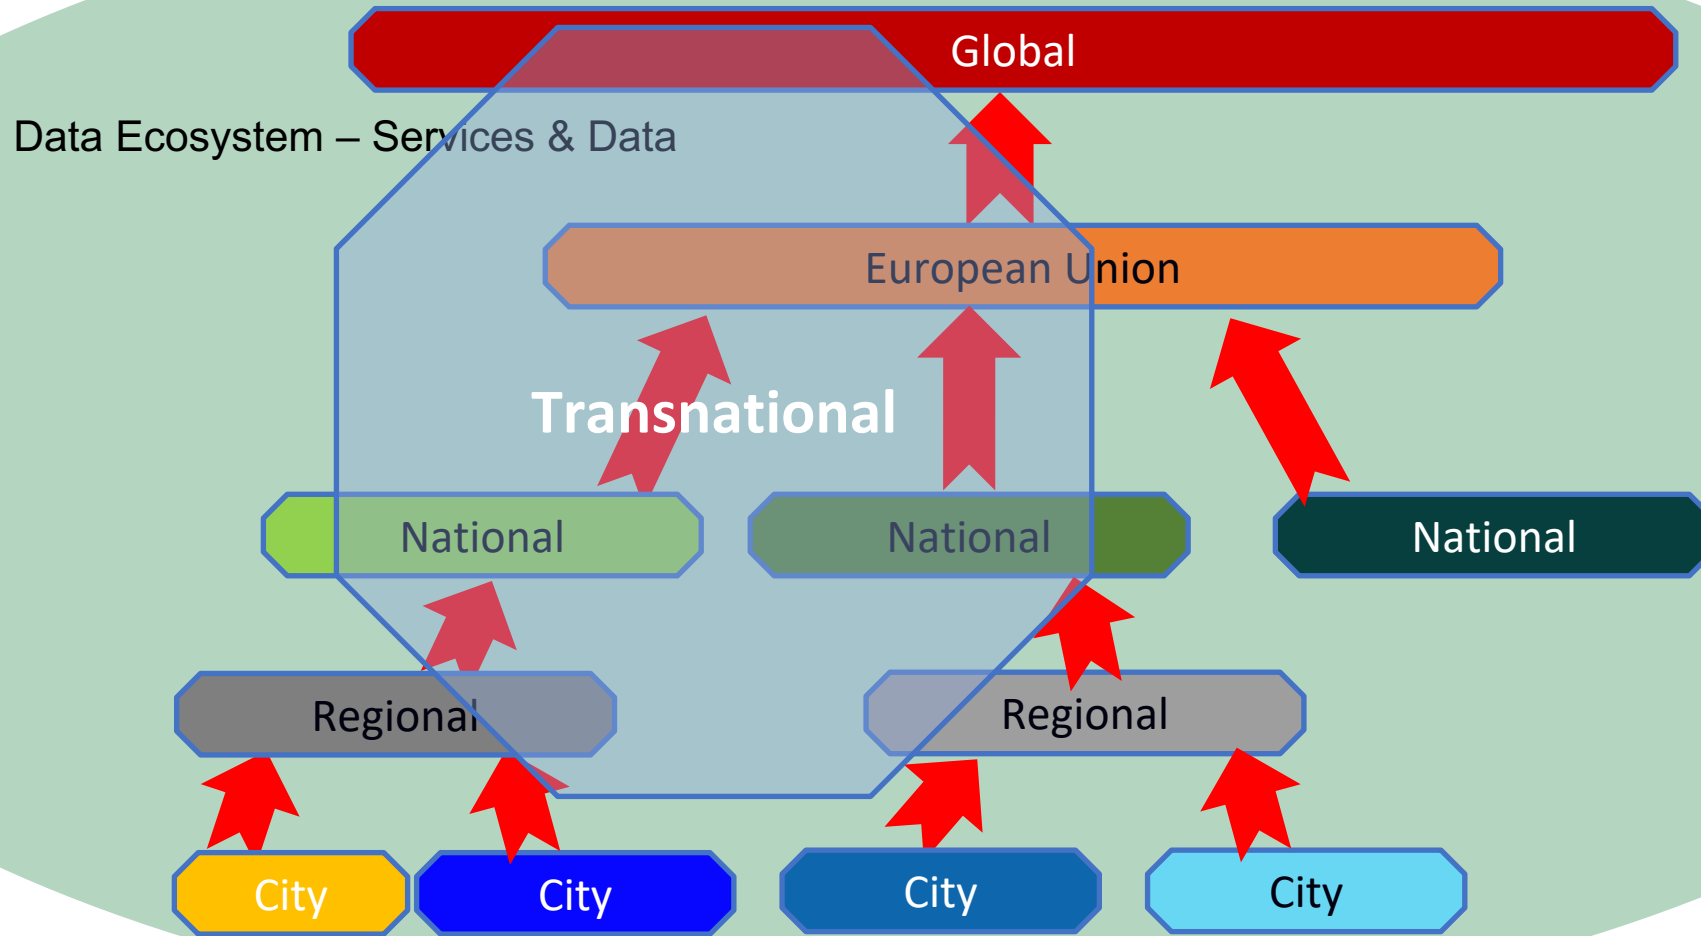 Global
Data Ecosystem – Services & Data
European Union
Transnational
National
National
National
Regional
Regional
City
City
City
City